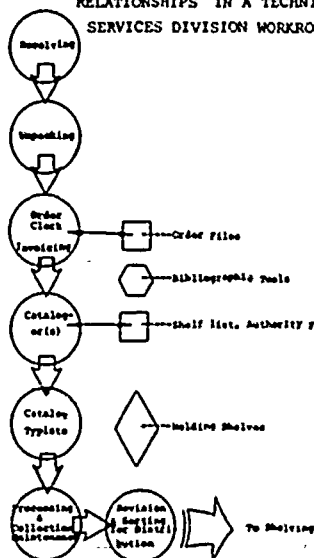 RELATIONSHIPS IN A TECHNI
SERVICES DIVISION WORKRO
Receiving
Unpacking
Order
Clerk
Invoicing
Order Files
Bibliographic Tools
Catalog-
er(s)
Shelf list, Authority F
Catalog
Typists
Holding Shelves
Processing
&
Collection
Maintenance
Revision
& Sorting
for Distri-
bution
To Shelving